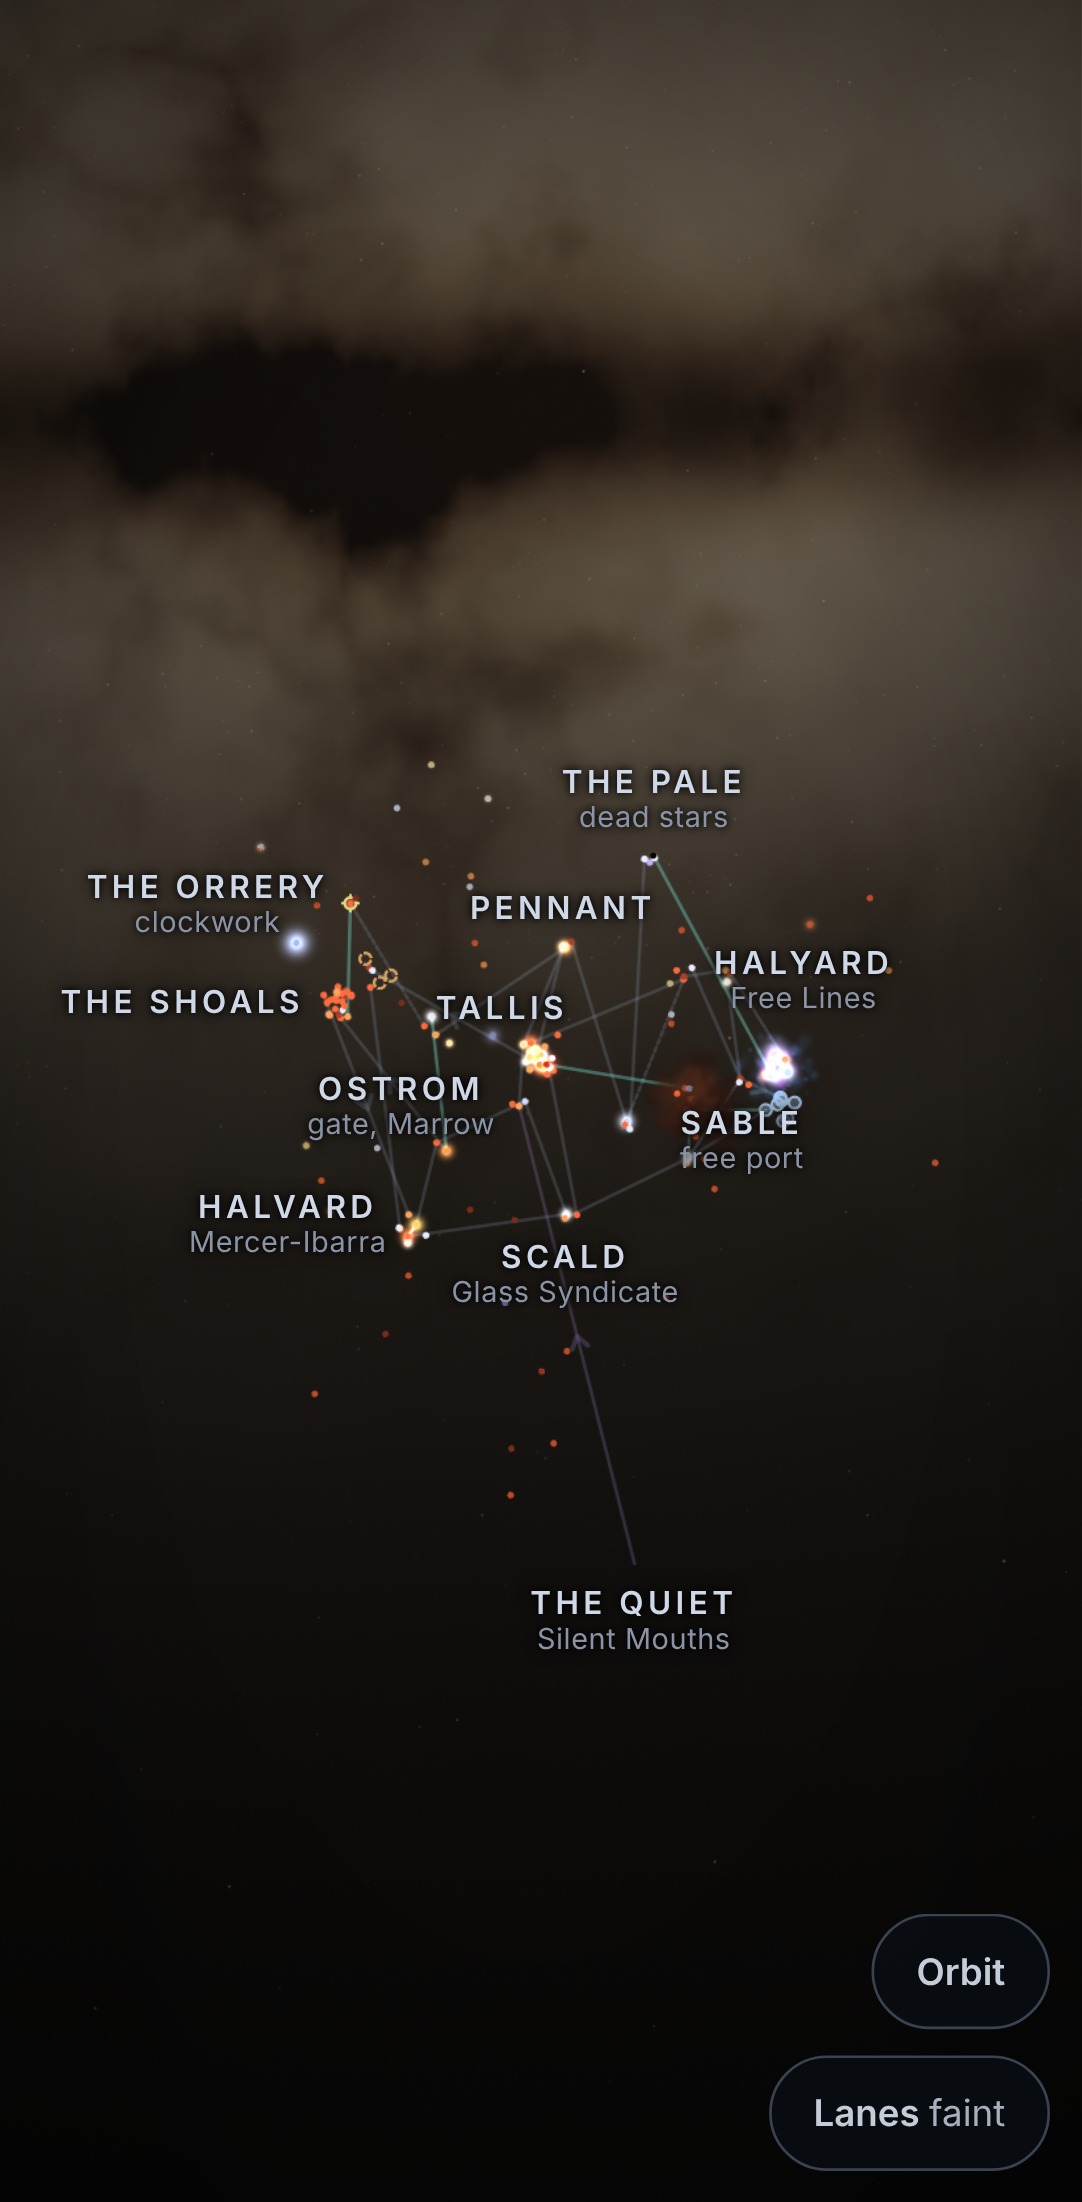 THE PALE
dead stars
THE ORRERY
clockwork
PENNANT
HALYARD
Free Lines
THE SHOALS
TALLIS
OSTROM
gate, Marrow
SABLE
free port
HALVARD
Mercer-Ibarra
SCALD
Glass Syndicate
THE QUIET
Silent Mouths
Orbit
Lanes faint